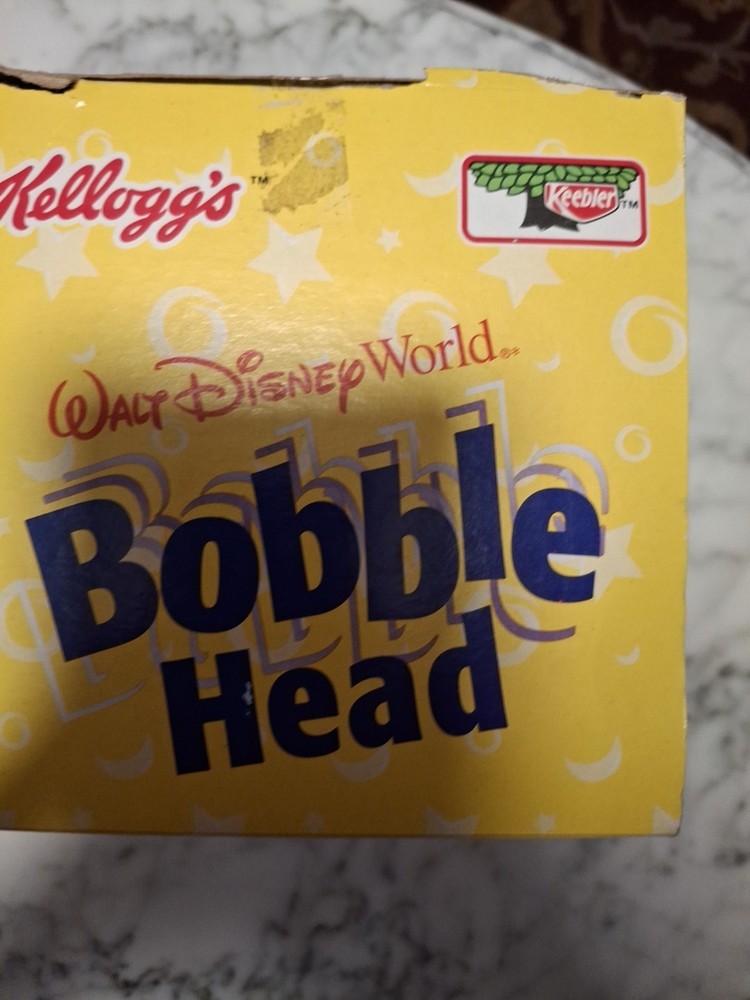 Kellogg's™
Keebler™
WALT DISNEY World®*
Bobble
Head